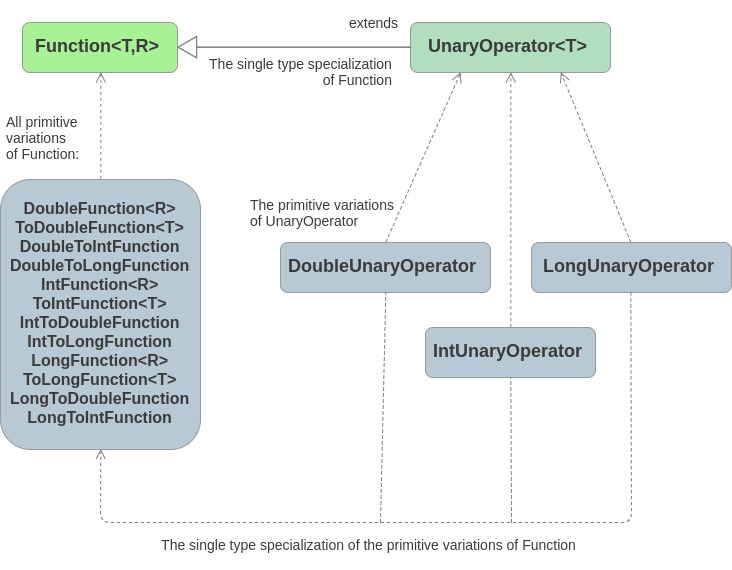 extends
Function<T,R>
UnaryOperator<T>
The single type specialization
of Function
All primitive
variations
of Function:
DoubleFunction<R>
ToDoubleFunction<T>
DoubleToIntFunction
DoubleToLongFunction
IntFunction<R>
ToIntFunction<T>
IntToDoubleFunction
IntToLongFunction
LongFunction<R>
ToLongFunction<T>
LongToDoubleFunction
LongToIntFunction
The primitive variations
of UnaryOperator
DoubleUnaryOperator
LongUnaryOperator
IntUnaryOperator
The single type specialization of the primitive variations of Function